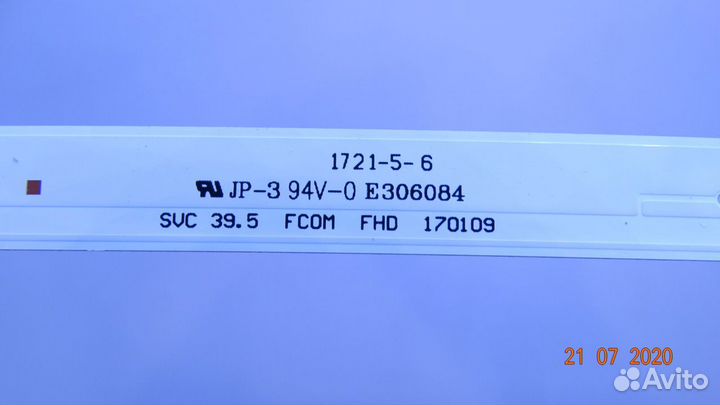 1721-5-6
JP-3 94V-0 E306084
SVC 39.5 FCOM FHD 170109
21 07 2020
Avito